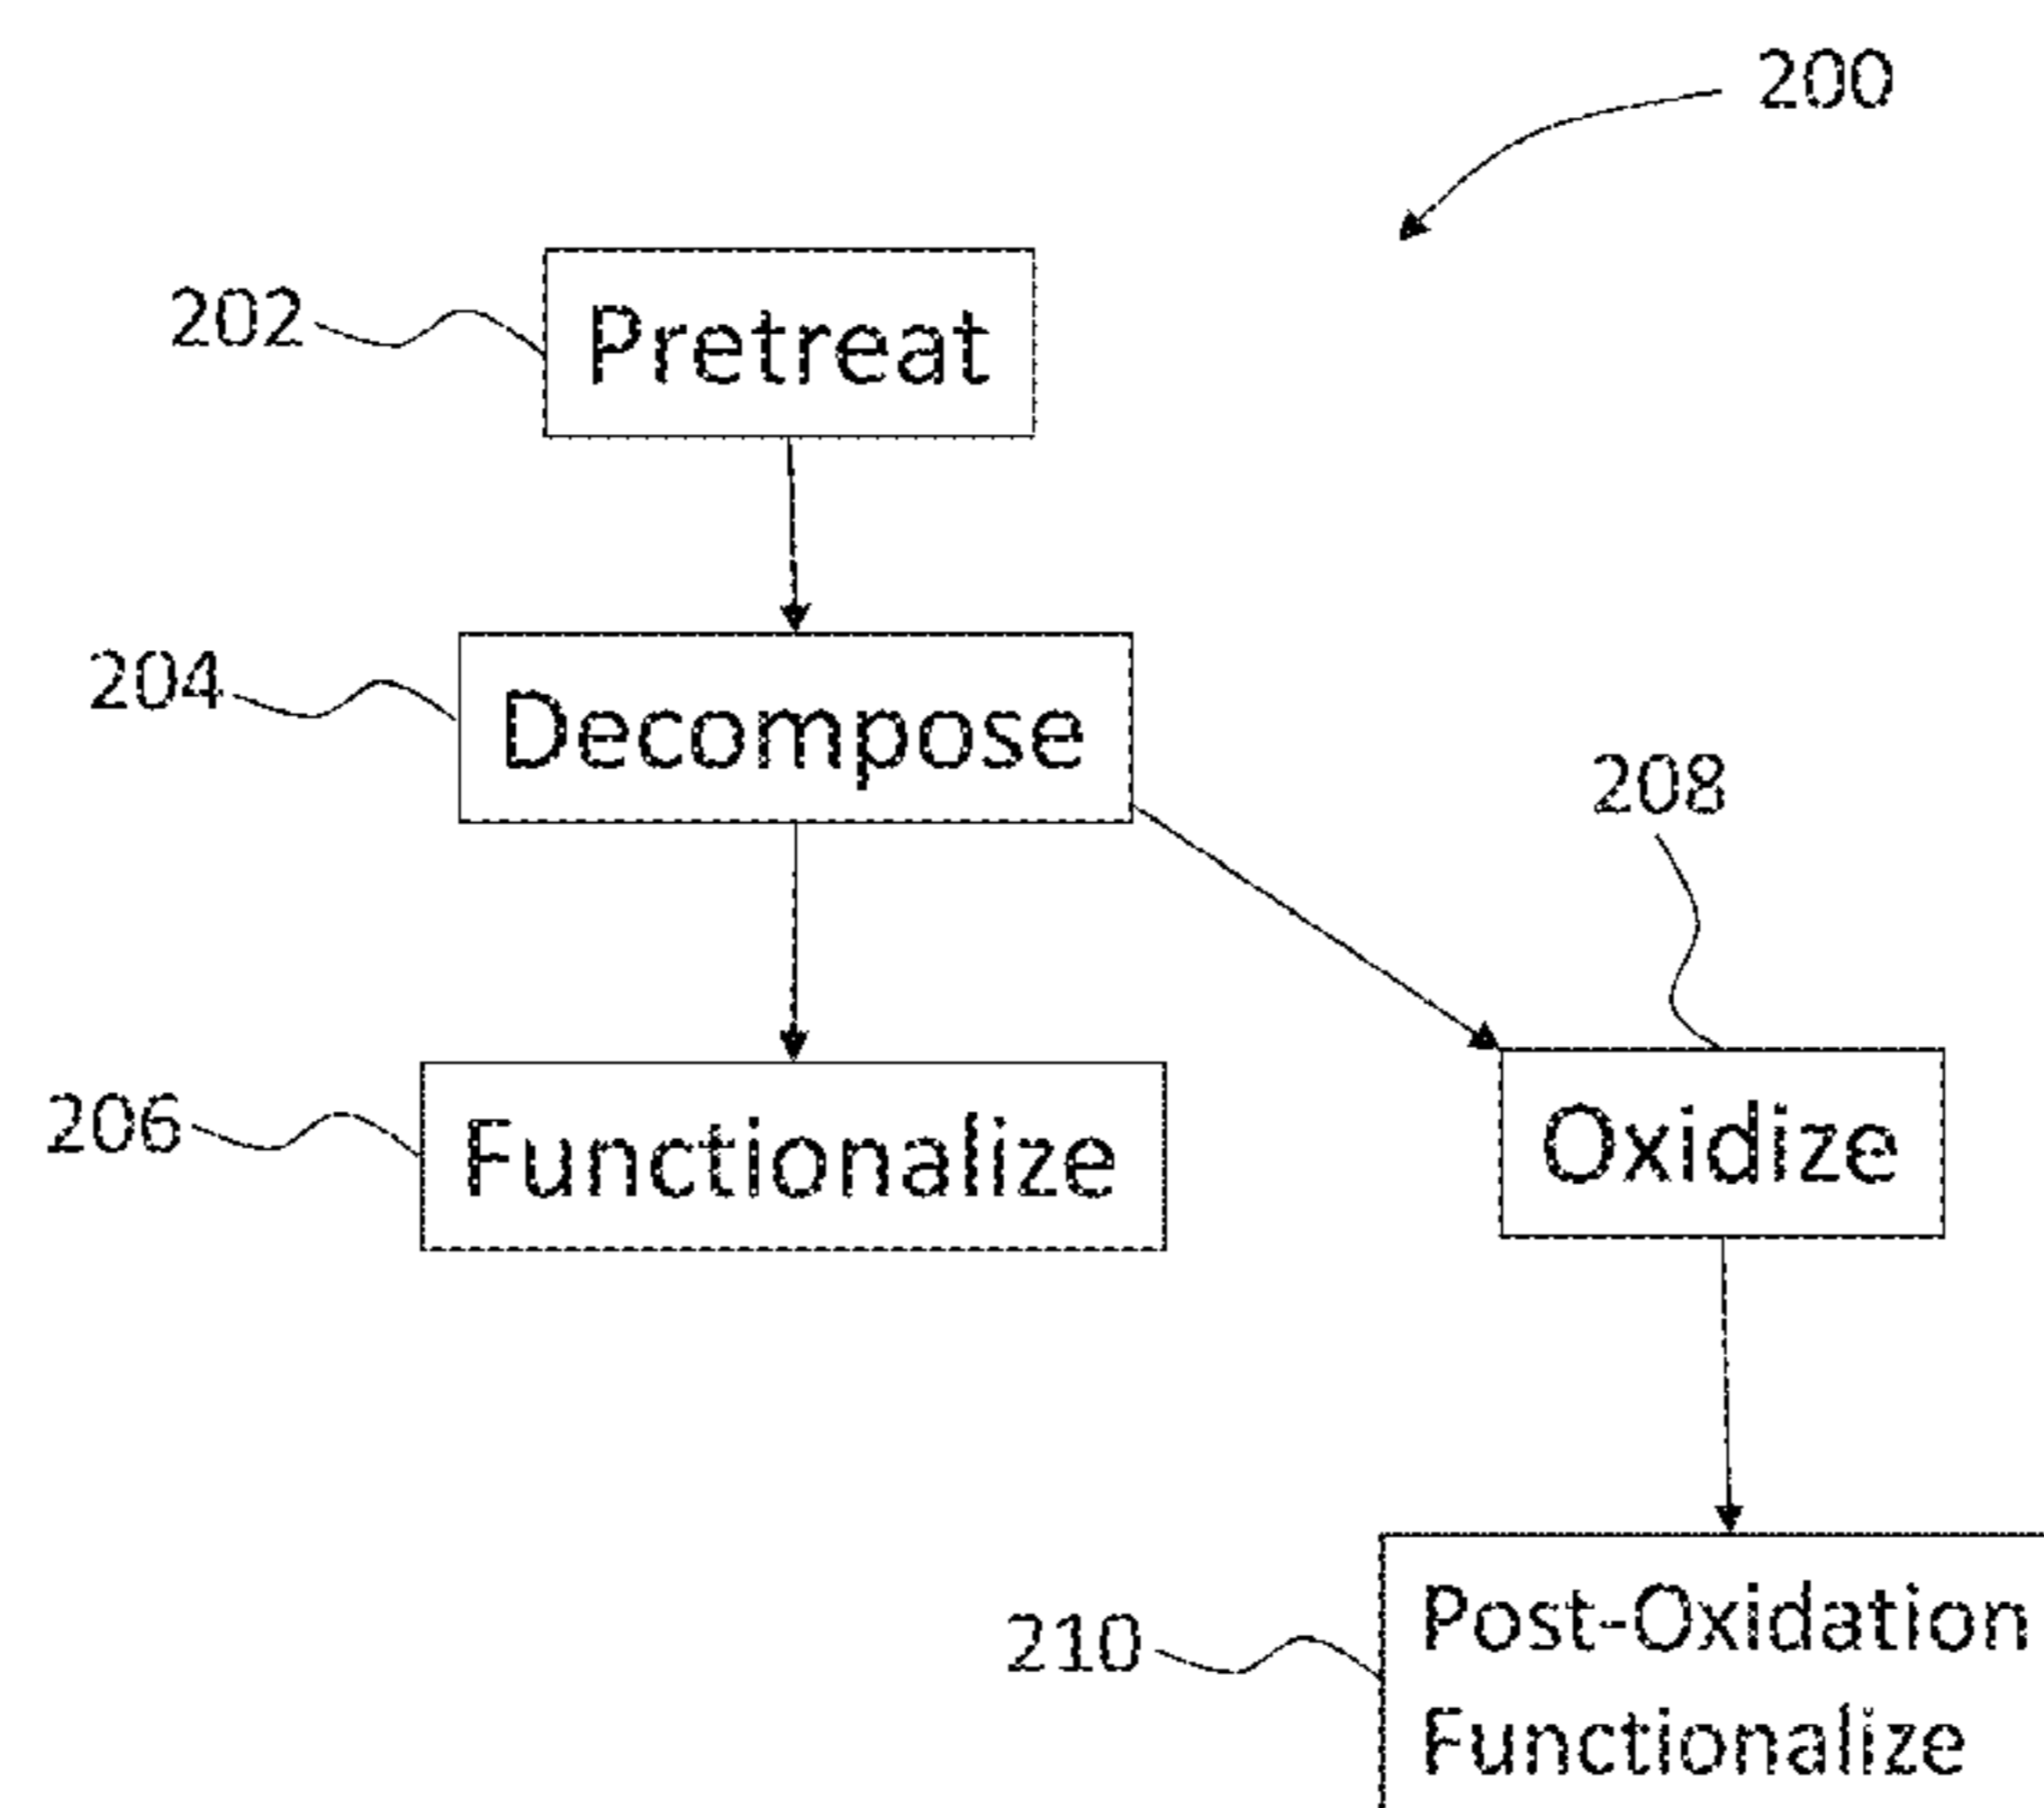 200
202
Pretreat
204
Decompose
208
206
Functionalize
Oxidize
210
Post-Oxidation
Functionalize